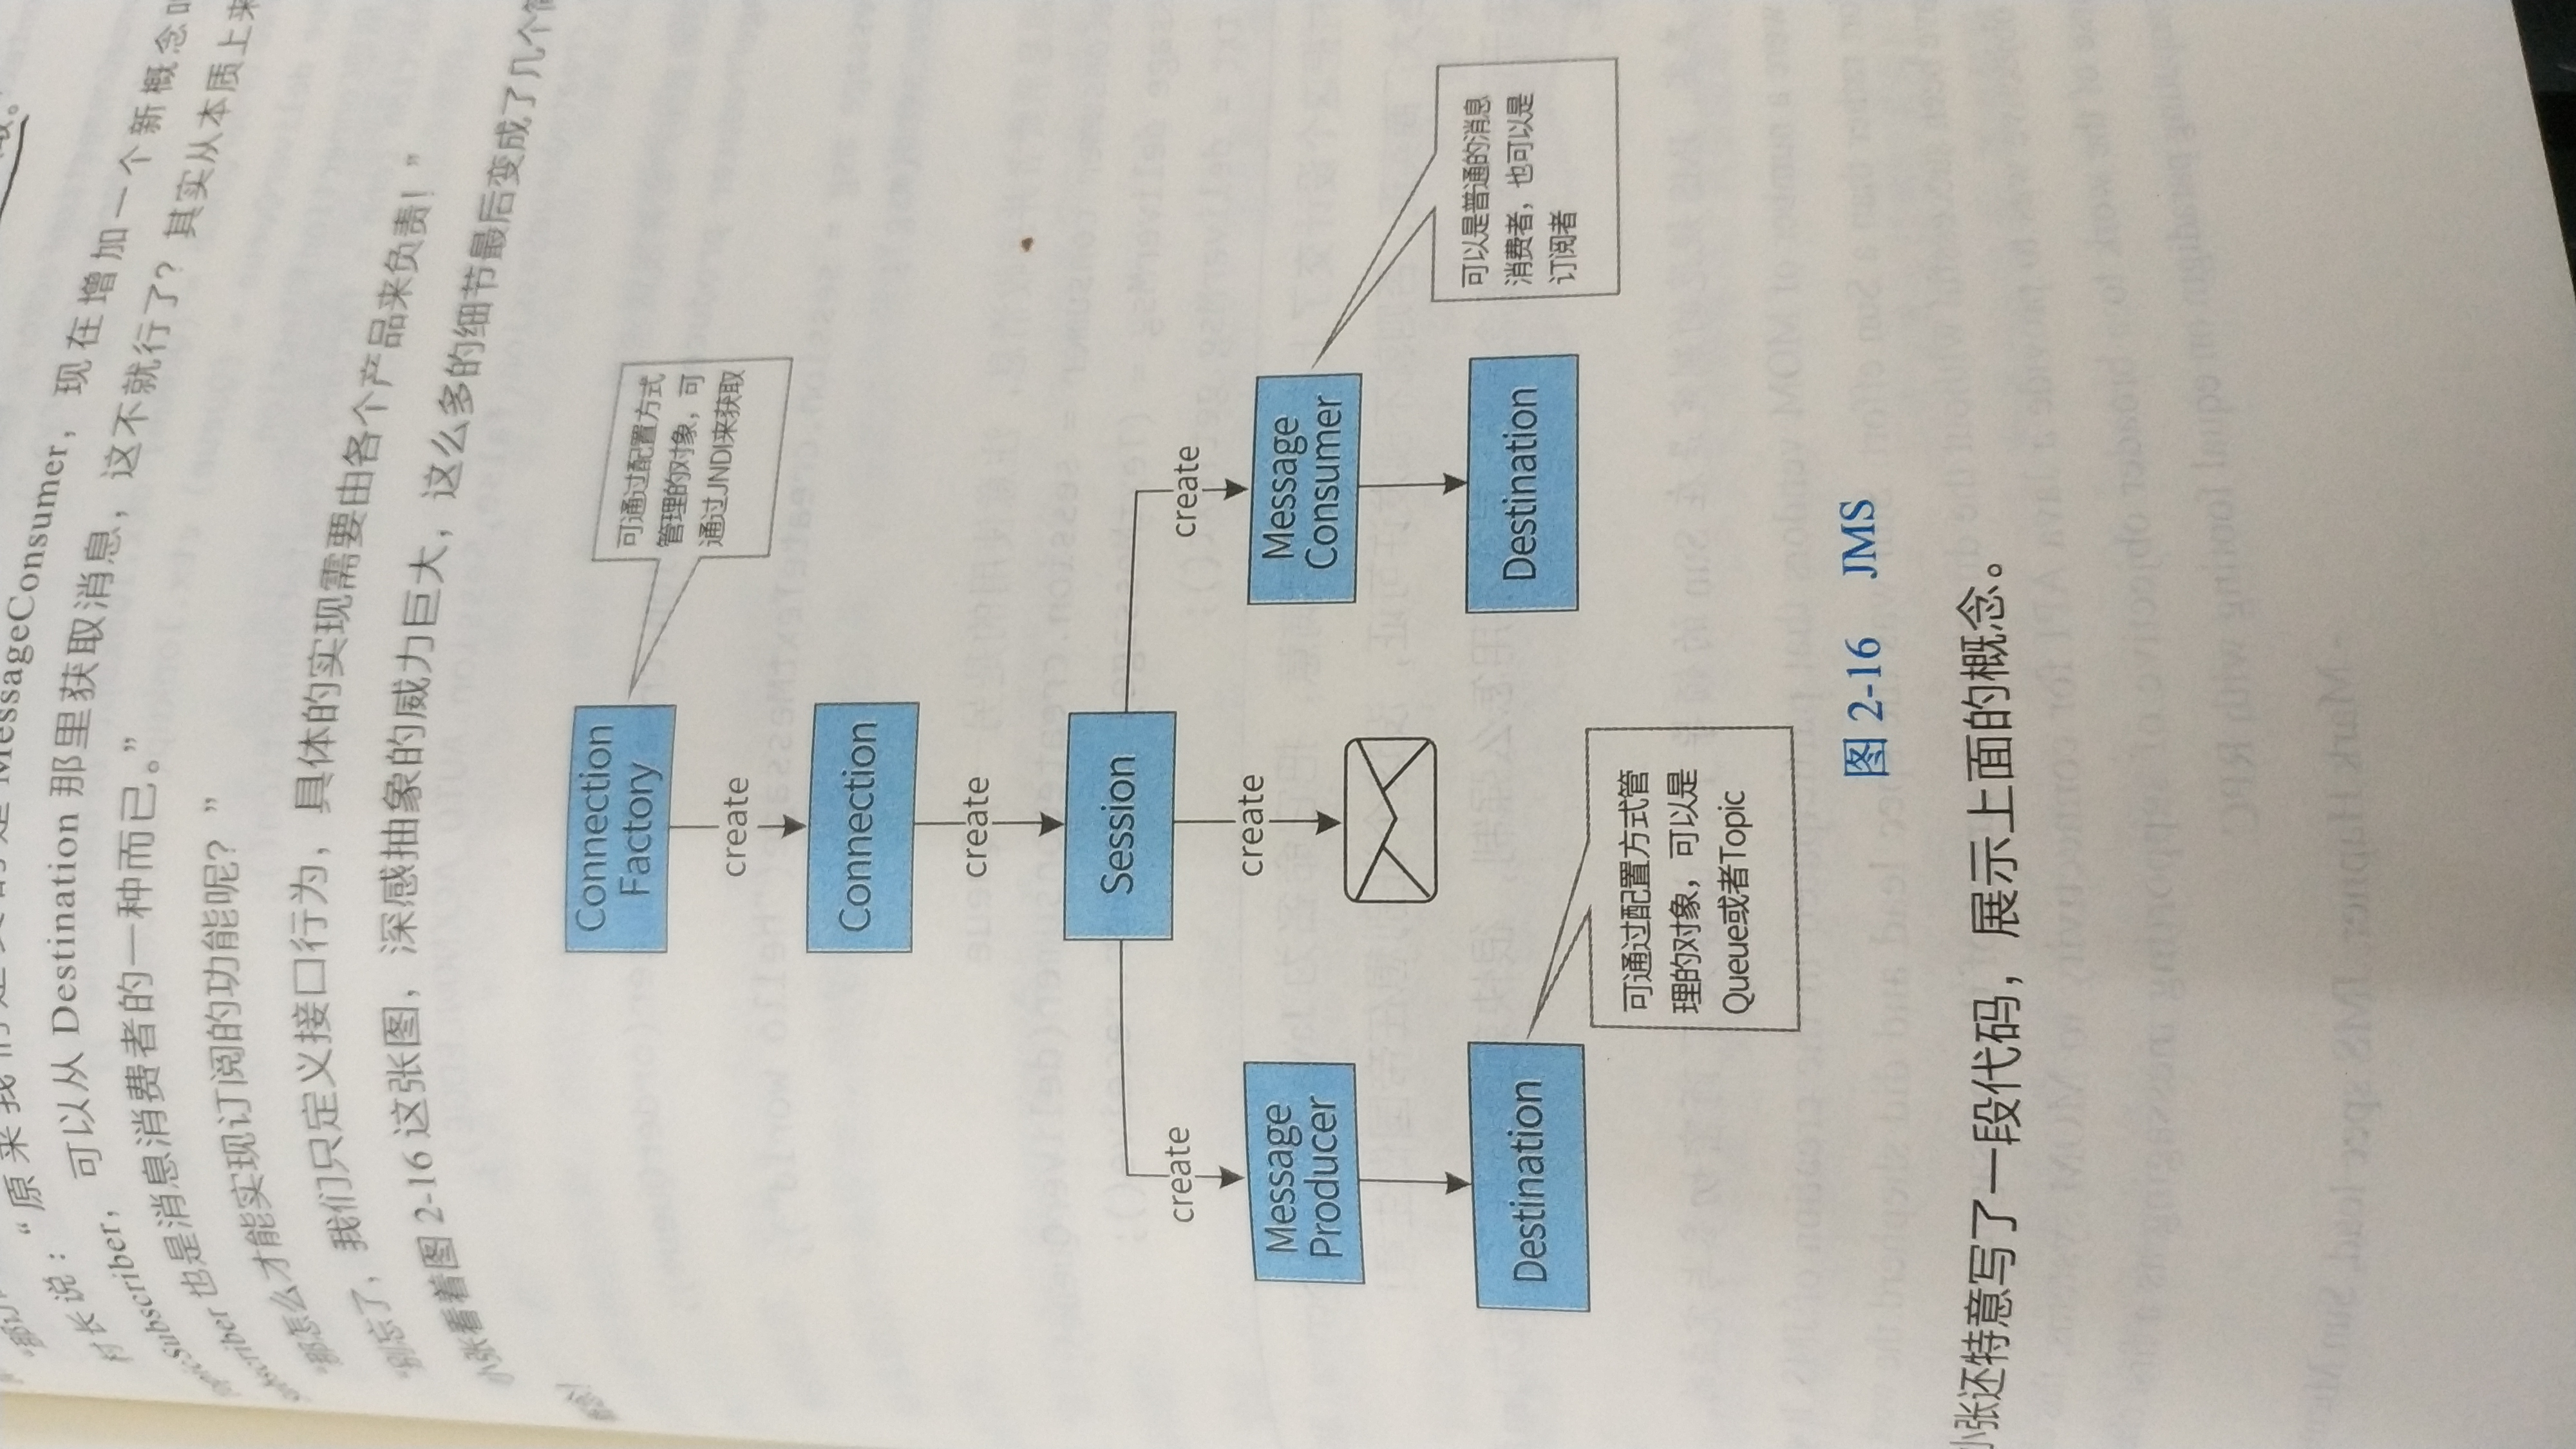 村长说：“原来我们定义的是 MessageConsumer，现在增加一个新概念
TopicSubscriber，可以从 Destination 那里获取消息，这不就行了？其实从本质上来
Subscriber 也是消息消费者的一种而已。”
“那怎么才能实现订阅的功能呢？”
“别忘了，我们只定义接口行为，具体的实现需要由各个产品来负责！”
小张看着图 2-16 这张图，深感抽象的威力巨大，这么多的细节最后变成了几个简
Connection
Factory
可通过配置方式
管理的对象，可
通过JNDI来获取
create
Connection
create
Session
create
create
create
Message
Producer
Message
Consumer
Destination
Destination
可以是普通的消息
消费者，也可以是
订阅者
可通过配置方式管
理的对象，可以是
Queue或者Topic
图 2-16 JMS
小张还特意写了一段代码，展示上面的概念。